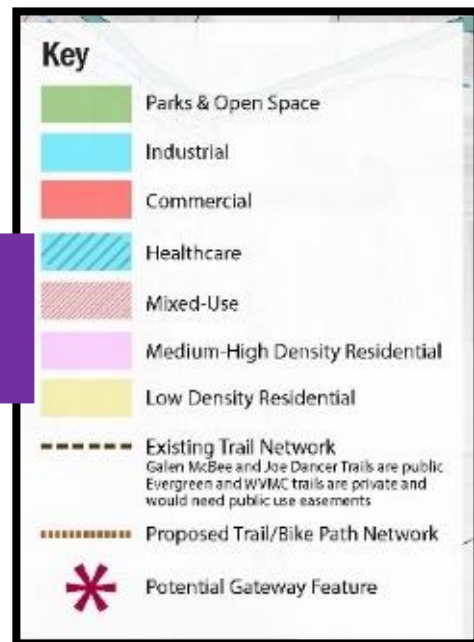 Key
Parks & Open Space
Industrial
Commercial
Healthcare
Mixed-Use
Medium-High Density Residential
Low Density Residential
Existing Trail Network
Galen McBee and Joe Dancer Trails are public
Evergreen and WVMC trails are private and
would need public use easements
Proposed Trail/Bike Path Network
Potential Gateway Feature